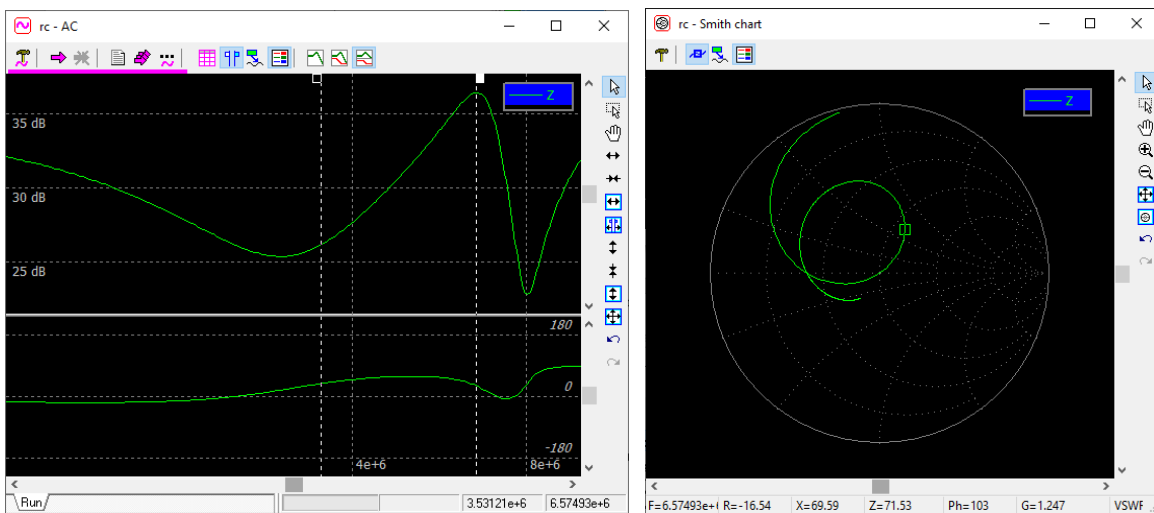 rc - AC
Z
35 dB
30 dB
25 dB
180
0
-180
4e+6
8e+6
Run
3.53121e+6
6.57493e+6
rc - Smith chart
Z
F=6.57493e+( R=-16.54 X=69.59 Z=71.53 Ph=103 G=1.247 VSWF